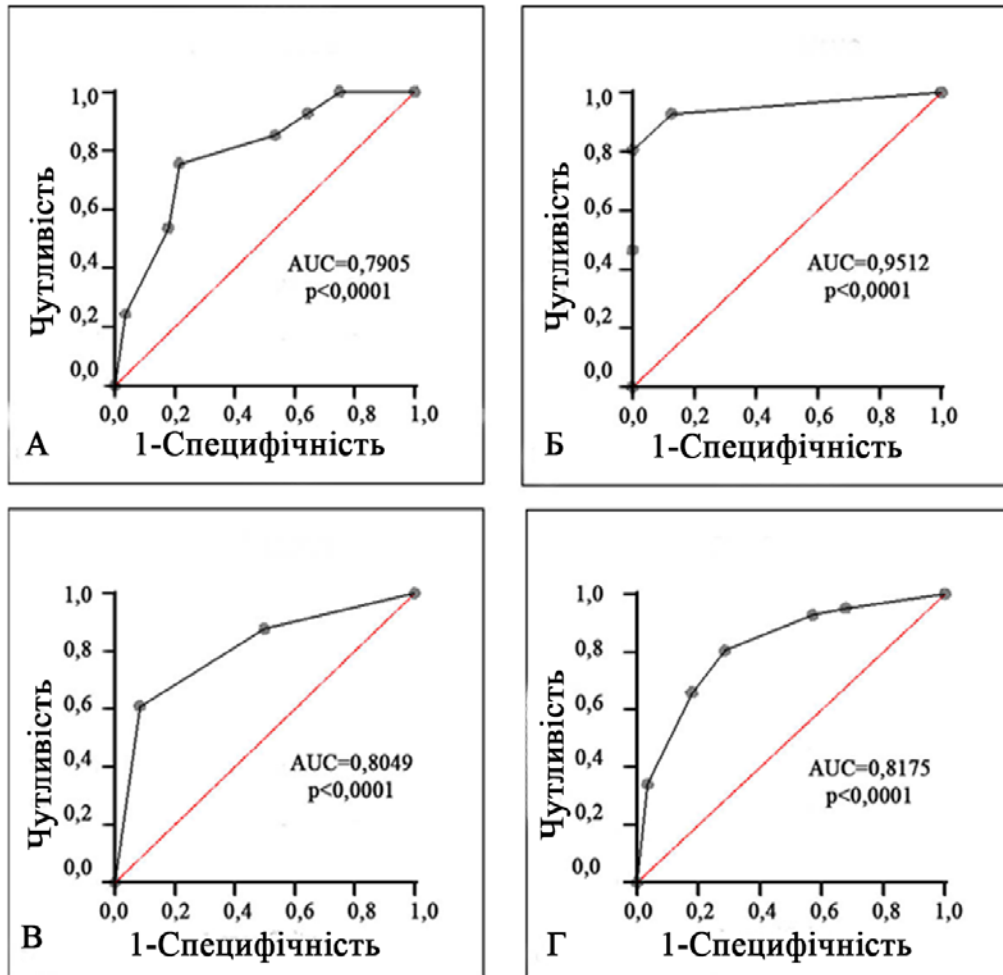 1,0
0,8
0,6
0,4
0,2
0,0
Чутливість
AUC=0,7905
p<0,0001
0,0 0,2 0,4 0,6 0,8 1,0
А 1-Специфічність
1,0
0,8
0,6
0,4
0,2
0,0
Чутливість
AUC=0,9512
p<0,0001
0,0 0,2 0,4 0,6 0,8 1,0
Б 1-Специфічність
1,0
0,8
0,6
0,4
0,2
0,0
Чутливість
AUC=0,8049
p<0,0001
0,0 0,2 0,4 0,6 0,8 1,0
В 1-Специфічність
1,0
0,8
0,6
0,4
0,2
0,0
Чутливість
AUC=0,8175
p<0,0001
0,0 0,2 0,4 0,6 0,8 1,0
Г 1-Специфічність